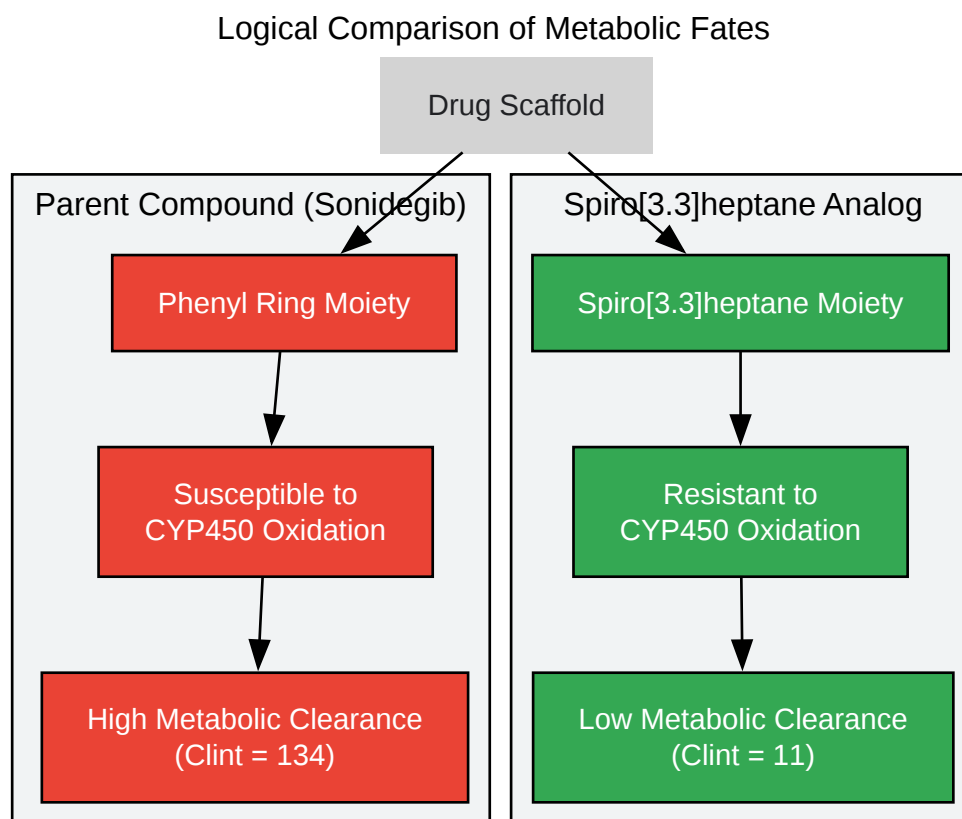 Logical Comparison of Metabolic Fates
Drug Scaffold
Parent Compound (Sonidegib)
Phenyl Ring Moiety
Susceptible to
CYP450 Oxidation
High Metabolic Clearance
(Clint = 134)
Spiro[3.3]heptane Analog
Spiro[3.3]heptane Moiety
Resistant to
CYP450 Oxidation
Low Metabolic Clearance
(Clint = 11)